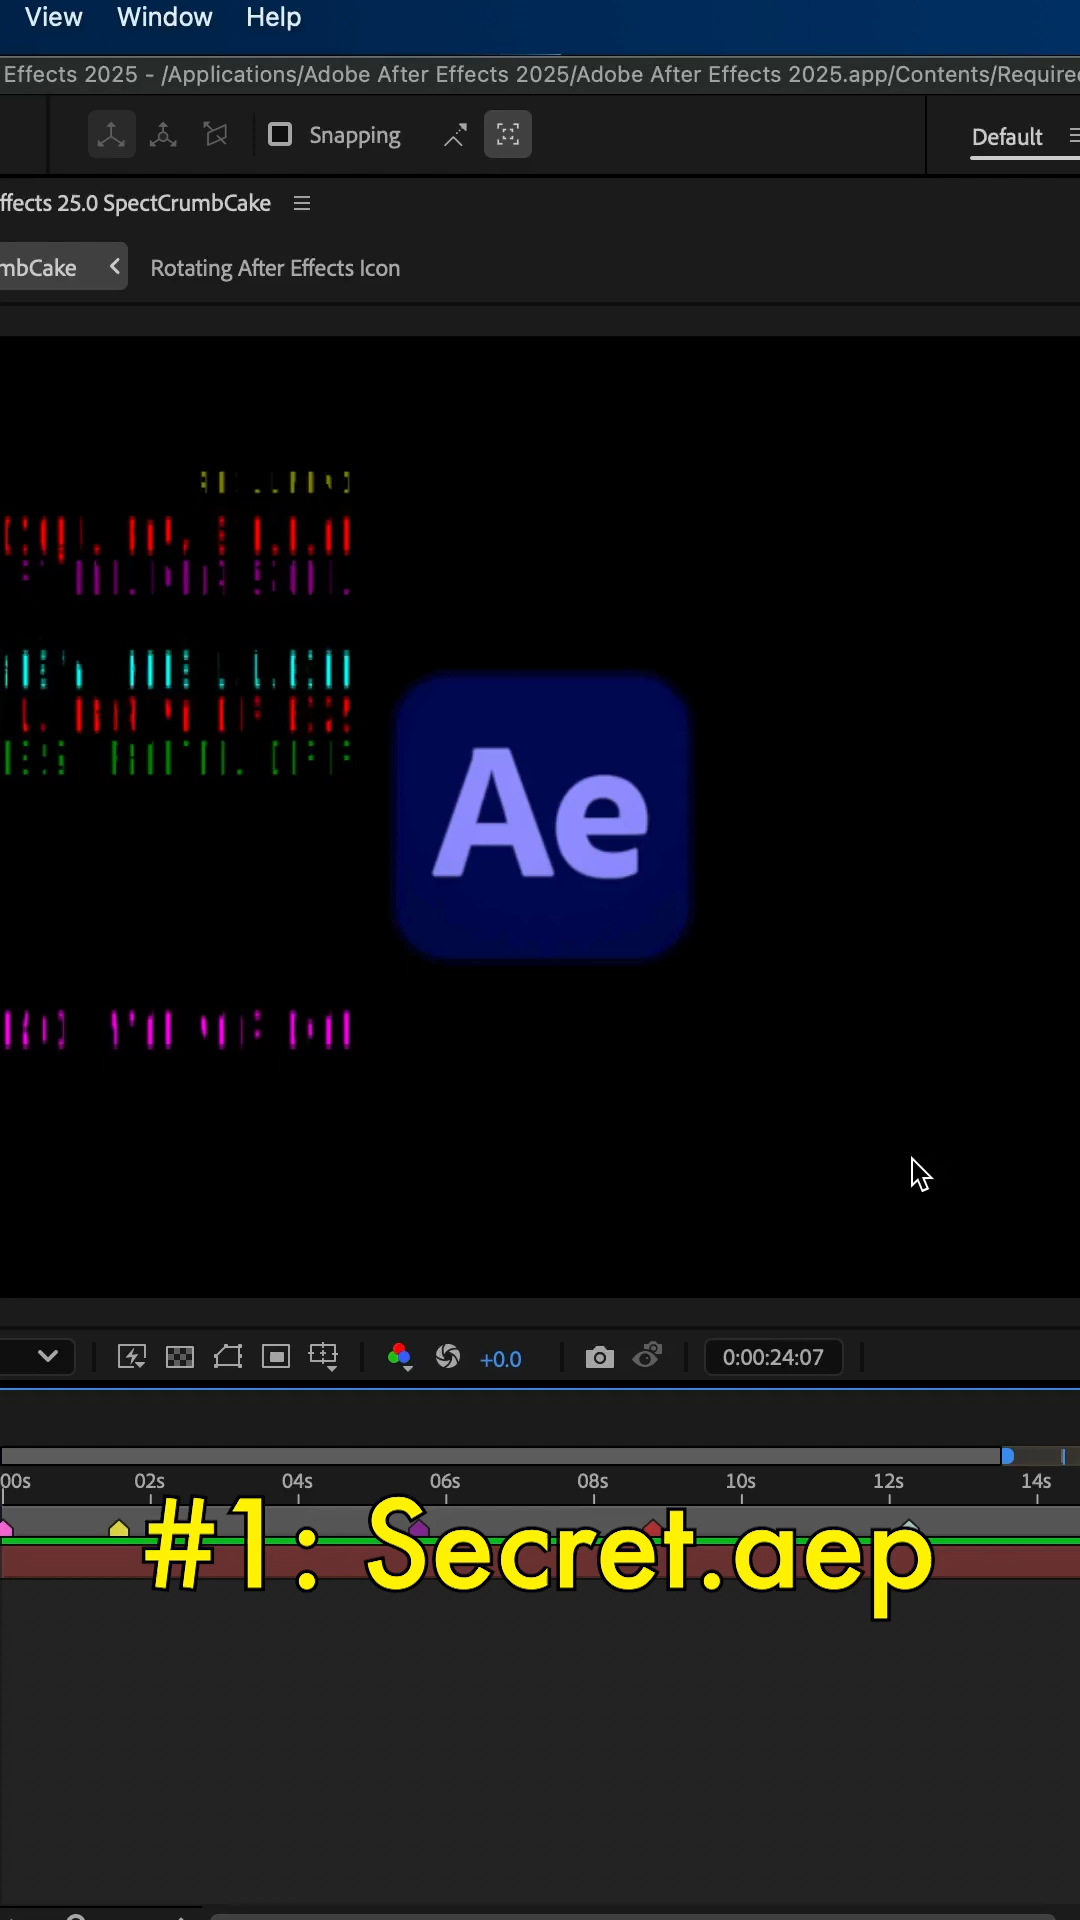 View Window Help
Effects 2025 - /Applications/Adobe After Effects 2025/Adobe After Effects 2025.app/Contents/Require
Snapping
Default
ffects 25.0 SpectCrumbCake
mbCake
Rotating After Effects Icon
Ae
+0.0
0:00:24:07
00s 02s 04s 06s 08s 10s 12s 14s
#1: Secret.aep